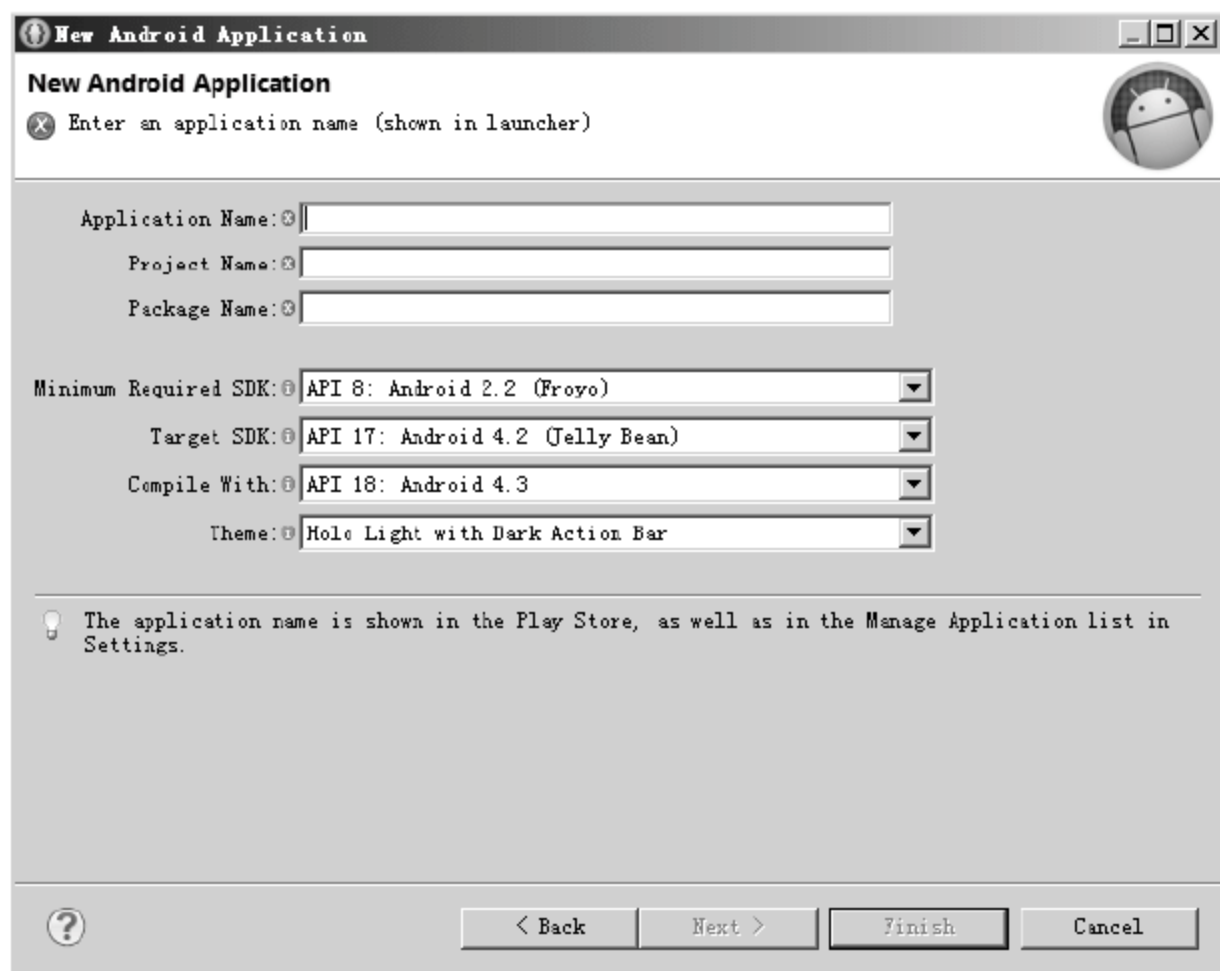 New Android Application
New Android Application
Enter an application name (shown in launcher)
Application Name:
Project Name:
Package Name:
Minimum Required SDK: API 8: Android 2.2 (Froyo)
Target SDK: API 17: Android 4.2 (Jelly Bean)
Compile With: API 18: Android 4.3
Theme: Holo Light with Dark Action Bar
The application name is shown in the Play Store, as well as in the Manage Application list in
Settings.
< Back Next > Finish Cancel